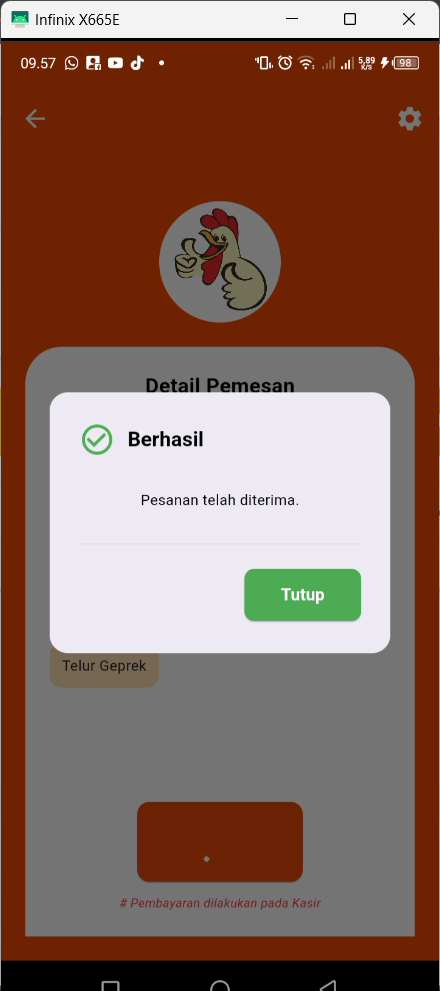 Infinix X665E
09.57
5,89
K/S
98
Detail Pemesan
Berhasil
Pesanan telah diterima.
Tutup
Telur Geprek
# Pembayaran dilakukan pada Kasir